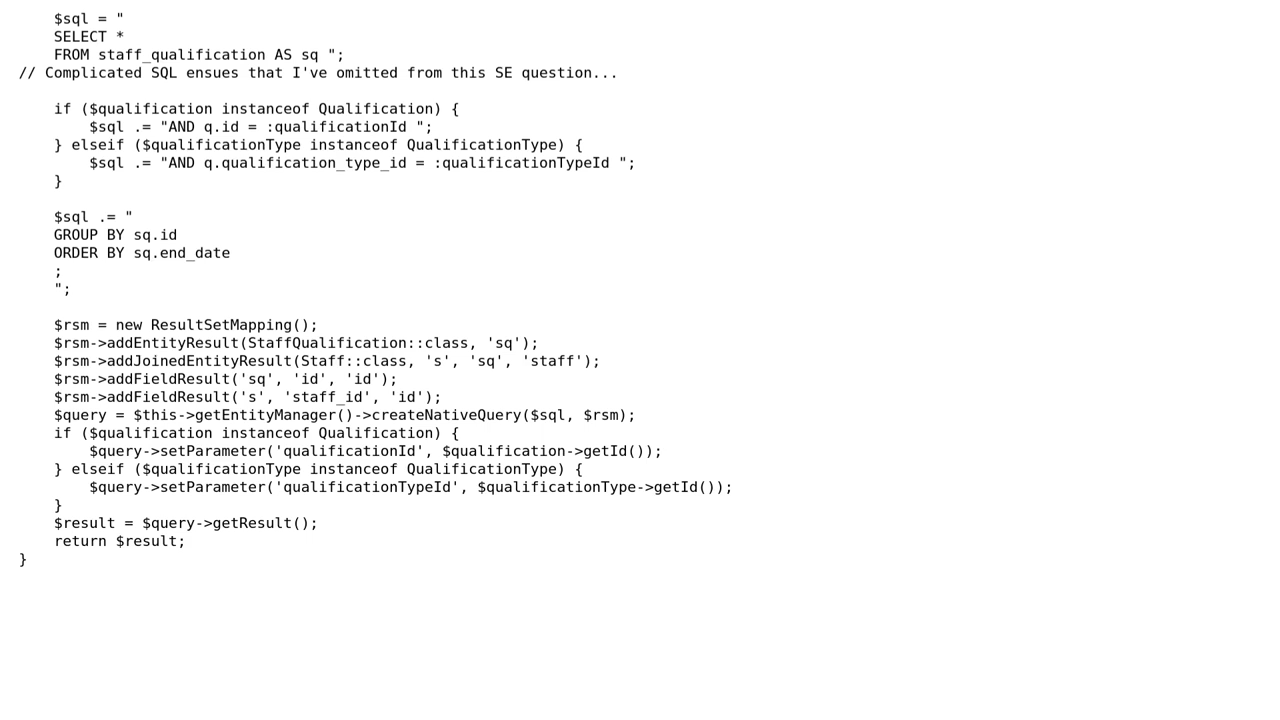 $sql = "
    SELECT *
    FROM staff_qualification AS sq ";
// Complicated SQL ensues that I've omitted from this SE question...

    if ($qualification instanceof Qualification) {
        $sql .= "AND q.id = :qualificationId ";
    } elseif ($qualificationType instanceof QualificationType) {
        $sql .= "AND q.qualification_type_id = :qualificationTypeId ";
    }

    $sql .= "
    GROUP BY sq.id
    ORDER BY sq.end_date
    ;
    ";

    $rsm = new ResultSetMapping();
    $rsm->addEntityResult(StaffQualification::class, 'sq');
    $rsm->addJoinedEntityResult(Staff::class, 's', 'sq', 'staff');
    $rsm->addFieldResult('sq', 'id', 'id');
    $rsm->addFieldResult('s', 'staff_id', 'id');
    $query = $this->getEntityManager()->createNativeQuery($sql, $rsm);
    if ($qualification instanceof Qualification) {
        $query->setParameter('qualificationId', $qualification->getId());
    } elseif ($qualificationType instanceof QualificationType) {
        $query->setParameter('qualificationTypeId', $qualificationType->getId());
    }
    $result = $query->getResult();
    return $result;
}